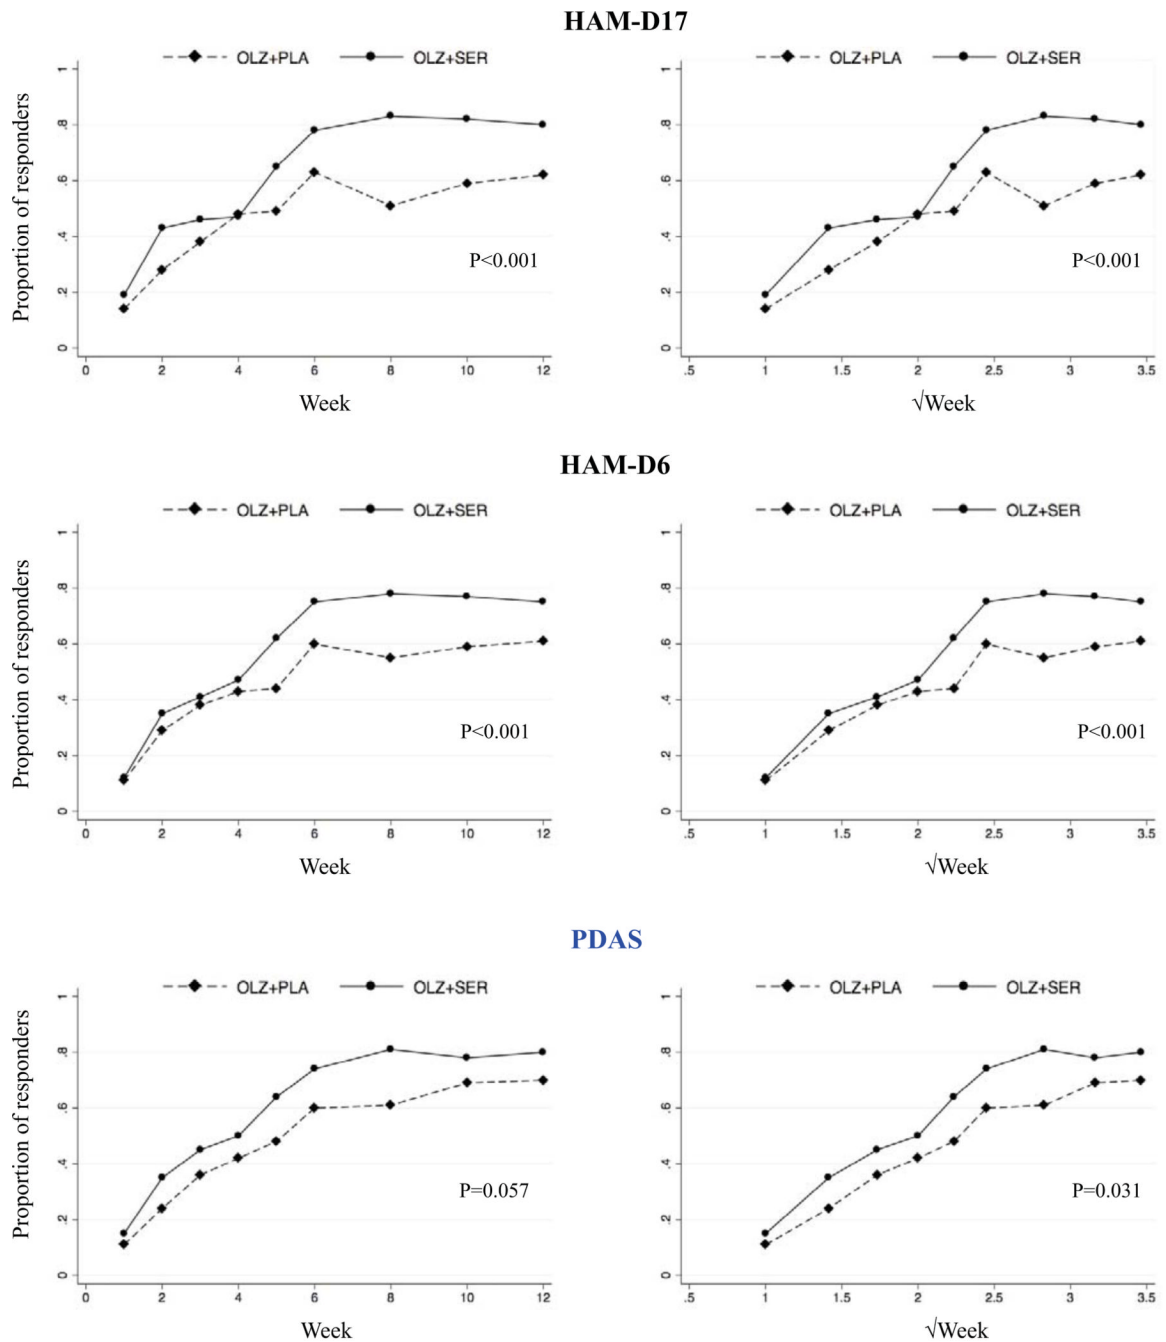 HAM-D17
OLZ+PLA OLZ+SER OLZ+PLA OLZ+SER
Proportion of responders
1
.8
.6
.4
.2
0
P<0.001
0 2 4 6 8 10 12
Week
1
.8
.6
.4
.2
0
P<0.001
.5 1 1.5 2 2.5 3 3.5
√Week
HAM-D6
OLZ+PLA OLZ+SER OLZ+PLA OLZ+SER
Proportion of responders
1
.8
.6
.4
.2
0
P<0.001
0 2 4 6 8 10 12
Week
1
.8
.6
.4
.2
0
P<0.001
.5 1 1.5 2 2.5 3 3.5
√Week
PDAS
OLZ+PLA OLZ+SER OLZ+PLA OLZ+SER
Proportion of responders
1
.8
.6
.4
.2
0
P=0.057
0 2 4 6 8 10 12
Week
1
.8
.6
.4
.2
0
P=0.031
.5 1 1.5 2 2.5 3 3.5
√Week